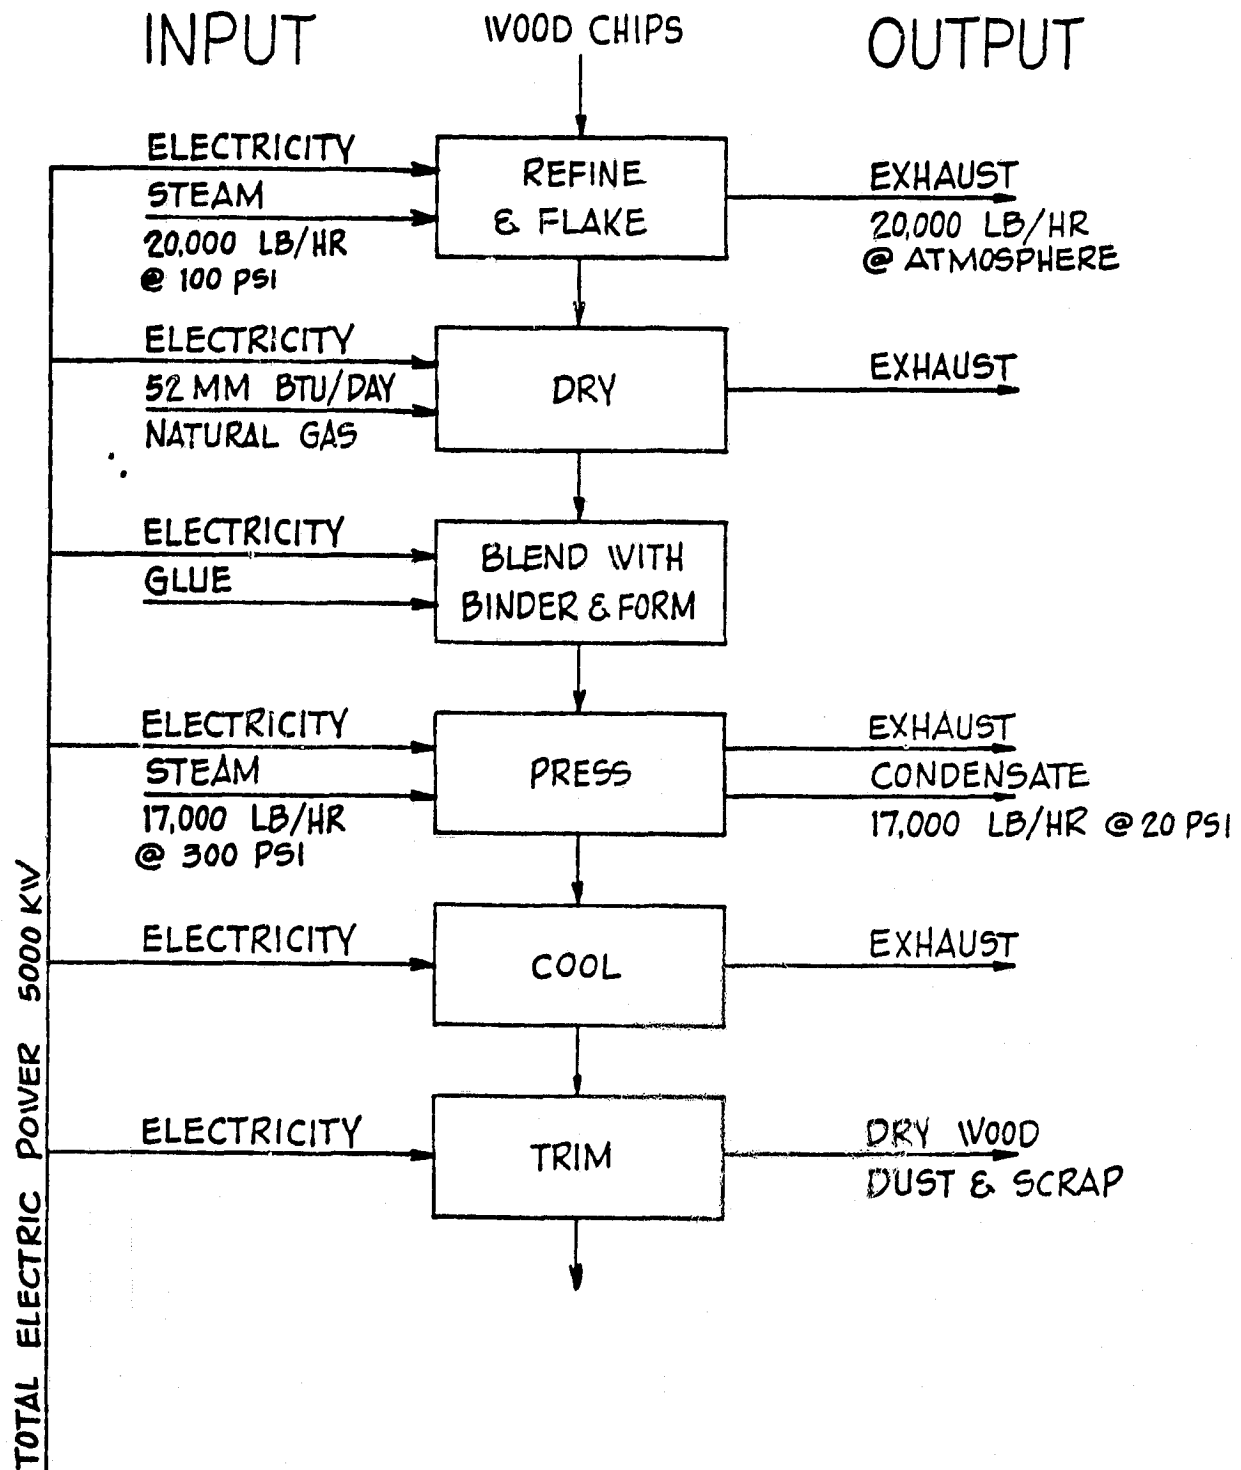 INPUT
WOOD CHIPS
OUTPUT
ELECTRICITY
STEAM
20,000 LB/HR
@ 100 PSI
REFINE
& FLAKE
EXHAUST
20,000 LB/HR
@ ATMOSPHERE
ELECTRICITY
52 MM BTU/DAY
NATURAL GAS
DRY
EXHAUST
ELECTRICITY
GLUE
BLEND WITH
BINDER & FORM
ELECTRICITY
STEAM
17,000 LB/HR
@ 300 PSI
PRESS
EXHAUST
CONDENSATE
17,000 LB/HR @ 20 PSI
ELECTRICITY
COOL
EXHAUST
ELECTRICITY
TRIM
DRY WOOD
DUST & SCRAP
TOTAL ELECTRIC POWER 5000 KW